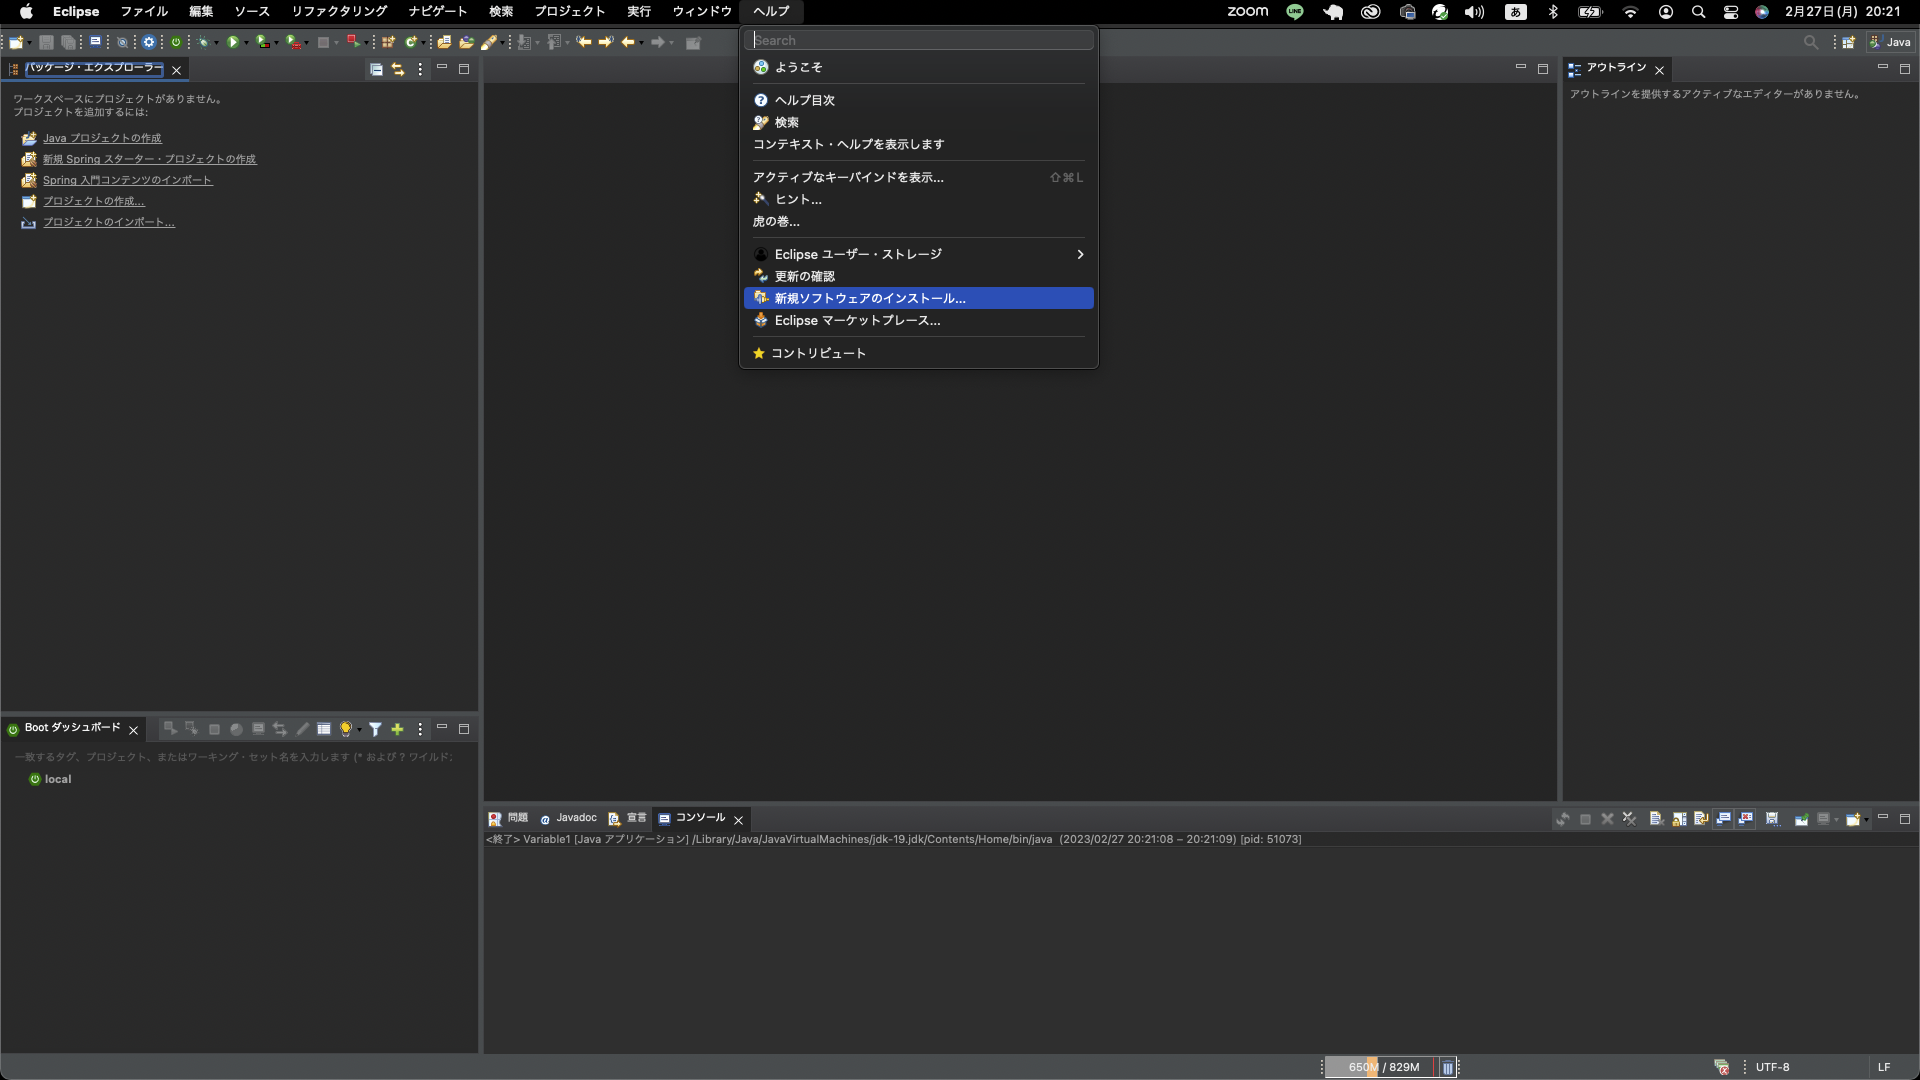 Eclipse ファイル 編集 ソース リファクタリング ナビゲート 検索 プロジェクト 実行 ウィンドウ ヘルプ zoom LINE あ 2月27日(月) 20:21
Search
ようこそ
ヘルプ目次
検索
コンテキスト・ヘルプを表示します
アクティブなキーバインドを表示... ⇧⌘L
ヒント...
虎の巻...
Eclipse ユーザー・ストレージ
更新の確認
新規ソフトウェアのインストール...
Eclipse マーケットプレース...
コントリビュート
Java
パッケージ・エクスプローラー
ワークスペースにプロジェクトがありません。
プロジェクトを追加するには:
Java プロジェクトの作成
新規 Spring スターター・プロジェクトの作成
Spring 入門コンテンツのインポート
プロジェクトの作成...
プロジェクトのインポート...
アウトライン
アウトラインを提供するアクティブなエディターがありません。
Boot ダッシュボード
一致するタグ、プロジェクト、またはワーキング・セット名を入力します (* および ? ワイルド:
local
問題 Javadoc 宣言 コンソール
<終了> Variable1 [Java アプリケーション] /Library/Java/JavaVirtualMachines/jdk-19.jdk/Contents/Home/bin/java (2023/02/27 20:21:08 – 20:21:09) [pid: 51073]
650M / 829M
UTF-8
LF